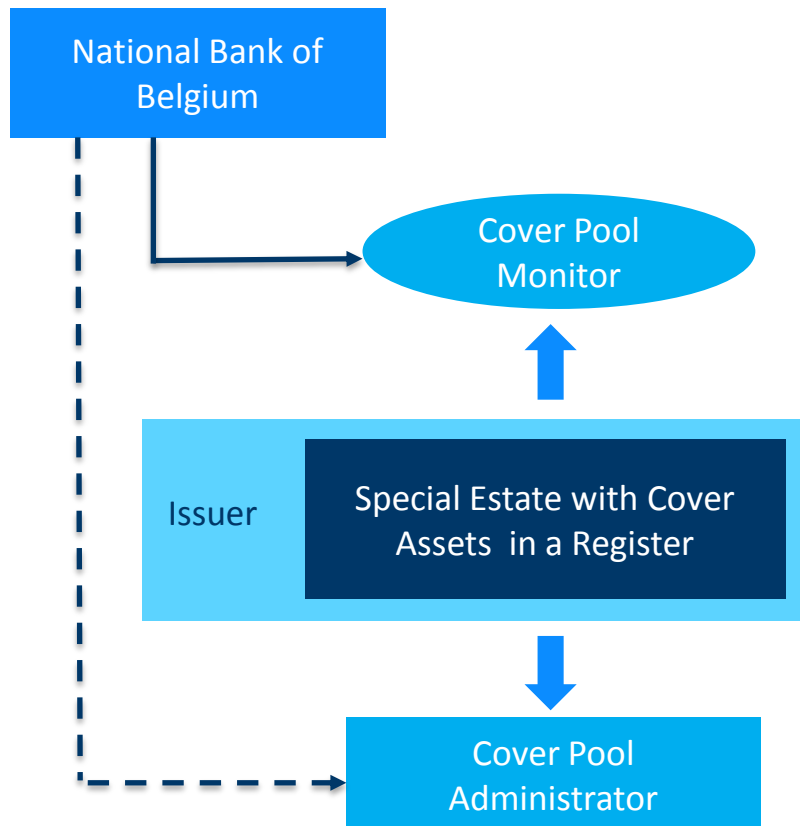 National Bank of
Belgium
Cover Pool
Monitor
Issuer
Special Estate with Cover
Assets in a Register
Cover Pool
Administrator